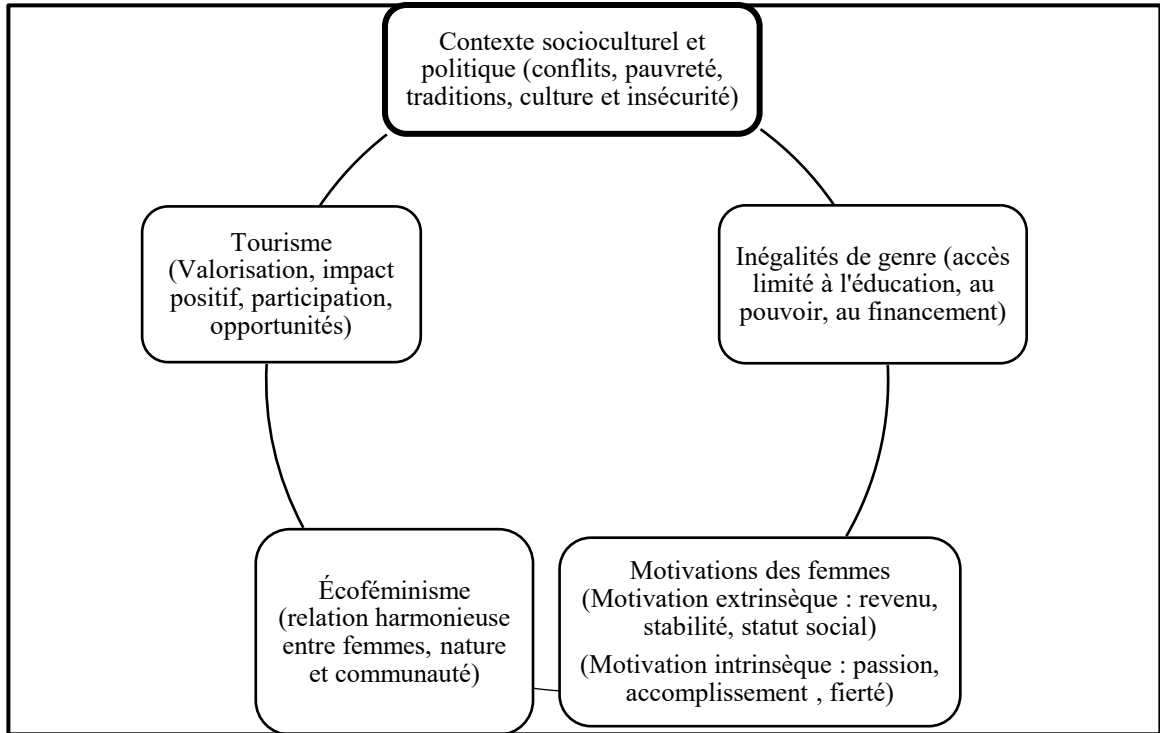 Contexte socioculturel et
politique (conflits, pauvreté,
traditions, culture et insécurité)
Tourisme
(Valorisation, impact
positif, participation,
opportunités)
Inégalités de genre (accès
limité à l'éducation, au
pouvoir, au financement)
Écoféminisme
(relation harmonieuse
entre femmes, nature
et communauté)
Motivations des femmes
(Motivation extrinsèque : revenu,
stabilité, statut social)
(Motivation intrinsèque : passion,
accomplissement , fierté)